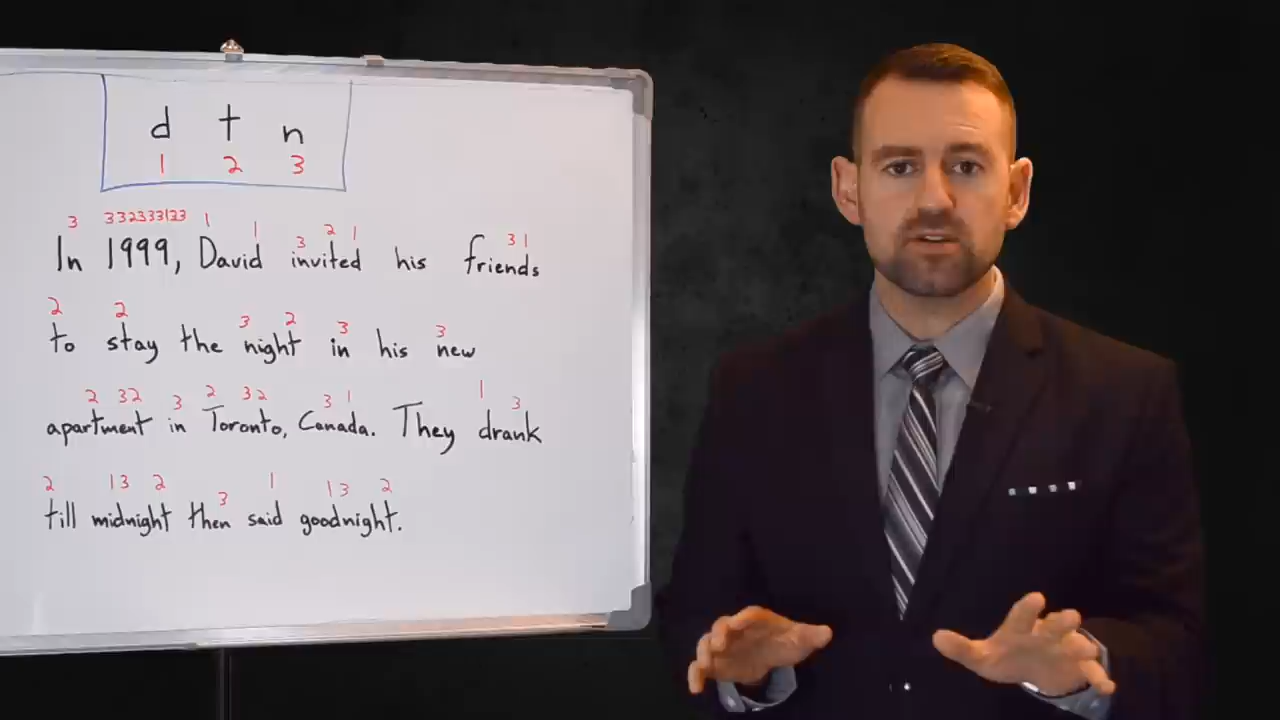 d t n
1 2 3
3 332333133 1 1 3 2 1 3 1
In 1999, David invited his friends
2 2 3 2 3 3
to stay the night in his new
2 32 3 2 32 3 1 1 3
apartment in Toronto, Canada. They drank
2 13 2 3 1 13 2
till midnight then said goodnight.